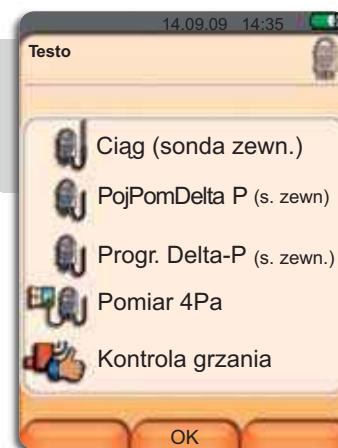 14.09.09 14:35
Testo
Ciąg (sonda zewn.)
PojPomDelta P (s. zewn)
Progr. Delta-P (s. zewn.)
Pomiar 4Pa
Kontrola grzania
OK